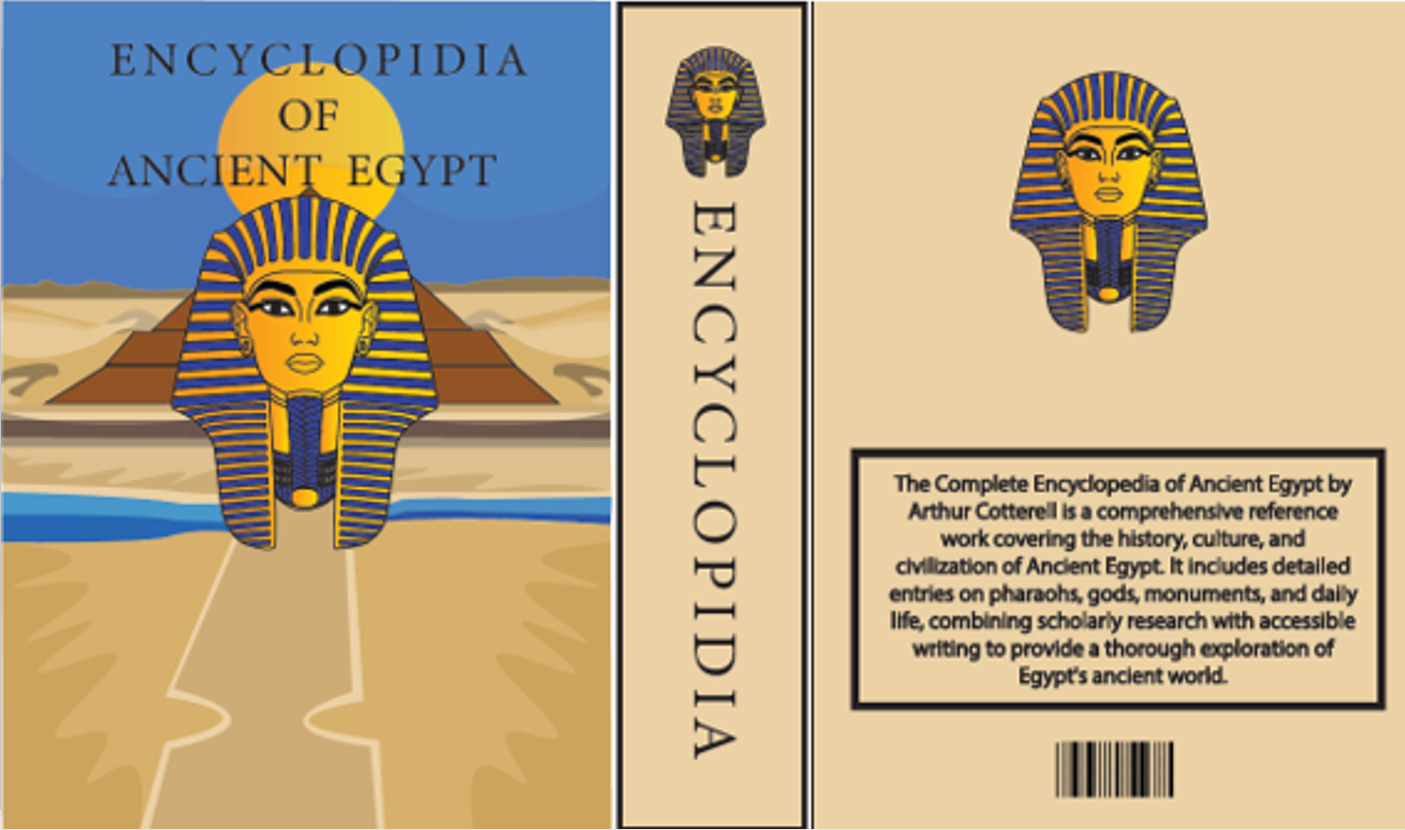 ENCYCLOPIDIA
OF
ANCIENT EGYPT
ENCYCLOPIDIA
The Complete Encyclopedia of Ancient Egypt by
Arthur Cotterell is a comprehensive reference
work covering the history, culture, and
civilization of Ancient Egypt. It includes detailed
entries on pharaohs, gods, monuments, and daily
life, combining scholarly research with accessible
writing to provide a thorough exploration of
Egypt's ancient world.